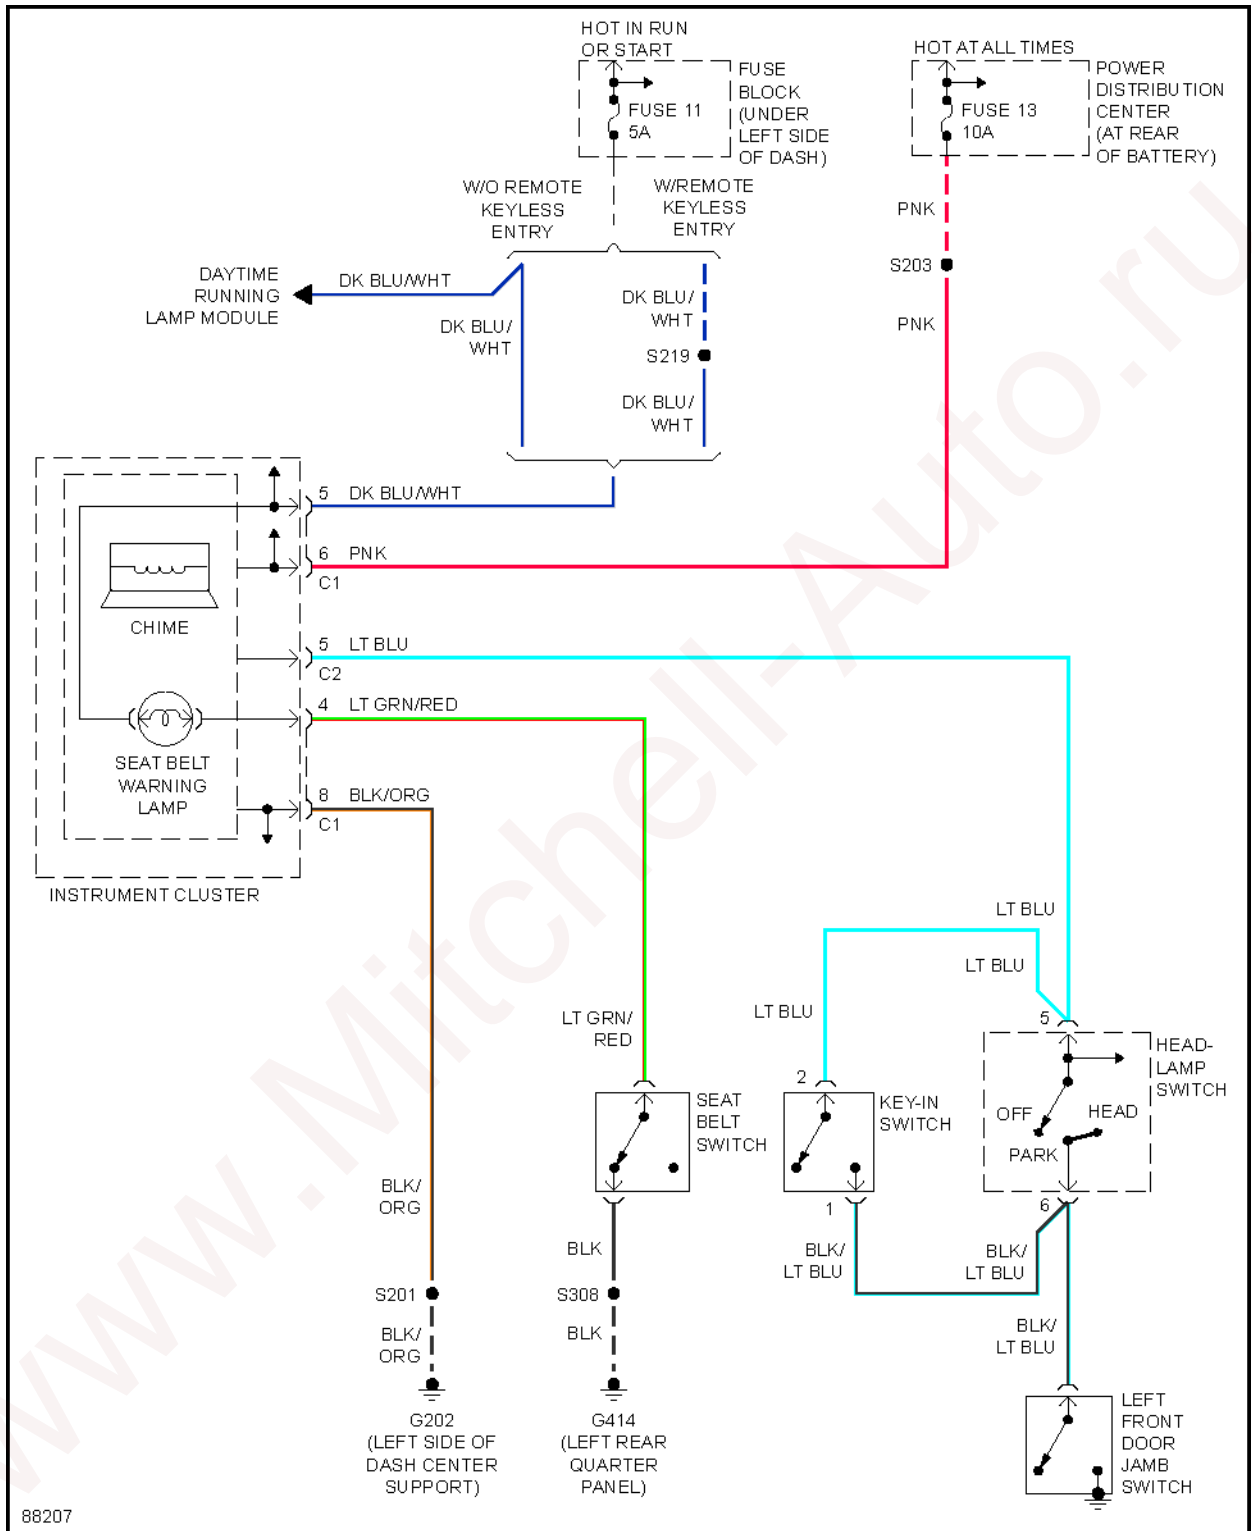 HOT IN RUN
OR START
FUSE
BLOCK
(UNDER
LEFT SIDE
OF DASH)
FUSE 11
5A
HOT AT ALL TIMES
POWER
DISTRIBUTION
CENTER
(AT REAR
OF BATTERY)
FUSE 13
10A
W/O REMOTE
KEYLESS
ENTRY
W/REMOTE
KEYLESS
ENTRY
PNK
S203
PNK
DAYTIME
RUNNING
LAMP MODULE
DK BLU/WHT
DK BLU/
WHT
DK BLU/
WHT
S219
DK BLU/
WHT
5 DK BLU/WHT
6 PNK
C1
CHIME
5 LT BLU
C2
4 LT GRN/RED
SEAT BELT
WARNING
LAMP
8 BLK/ORG
C1
INSTRUMENT CLUSTER
LT BLU
LT BLU
LT BLU
LT GRN/
RED
5
HEAD-
LAMP
SWITCH
OFF
HEAD
PARK
6
2
KEY-IN
SWITCH
1
SEAT
BELT
SWITCH
BLK/
ORG
BLK
BLK/
LT BLU
BLK/
LT BLU
S201
S308
BLK/
ORG
BLK
BLK/
LT BLU
G202
(LEFT SIDE OF
DASH CENTER
SUPPORT)
G414
(LEFT REAR
QUARTER
PANEL)
LEFT
FRONT
DOOR
JAMB
SWITCH
88207
www.Mitchell-Auto.ru